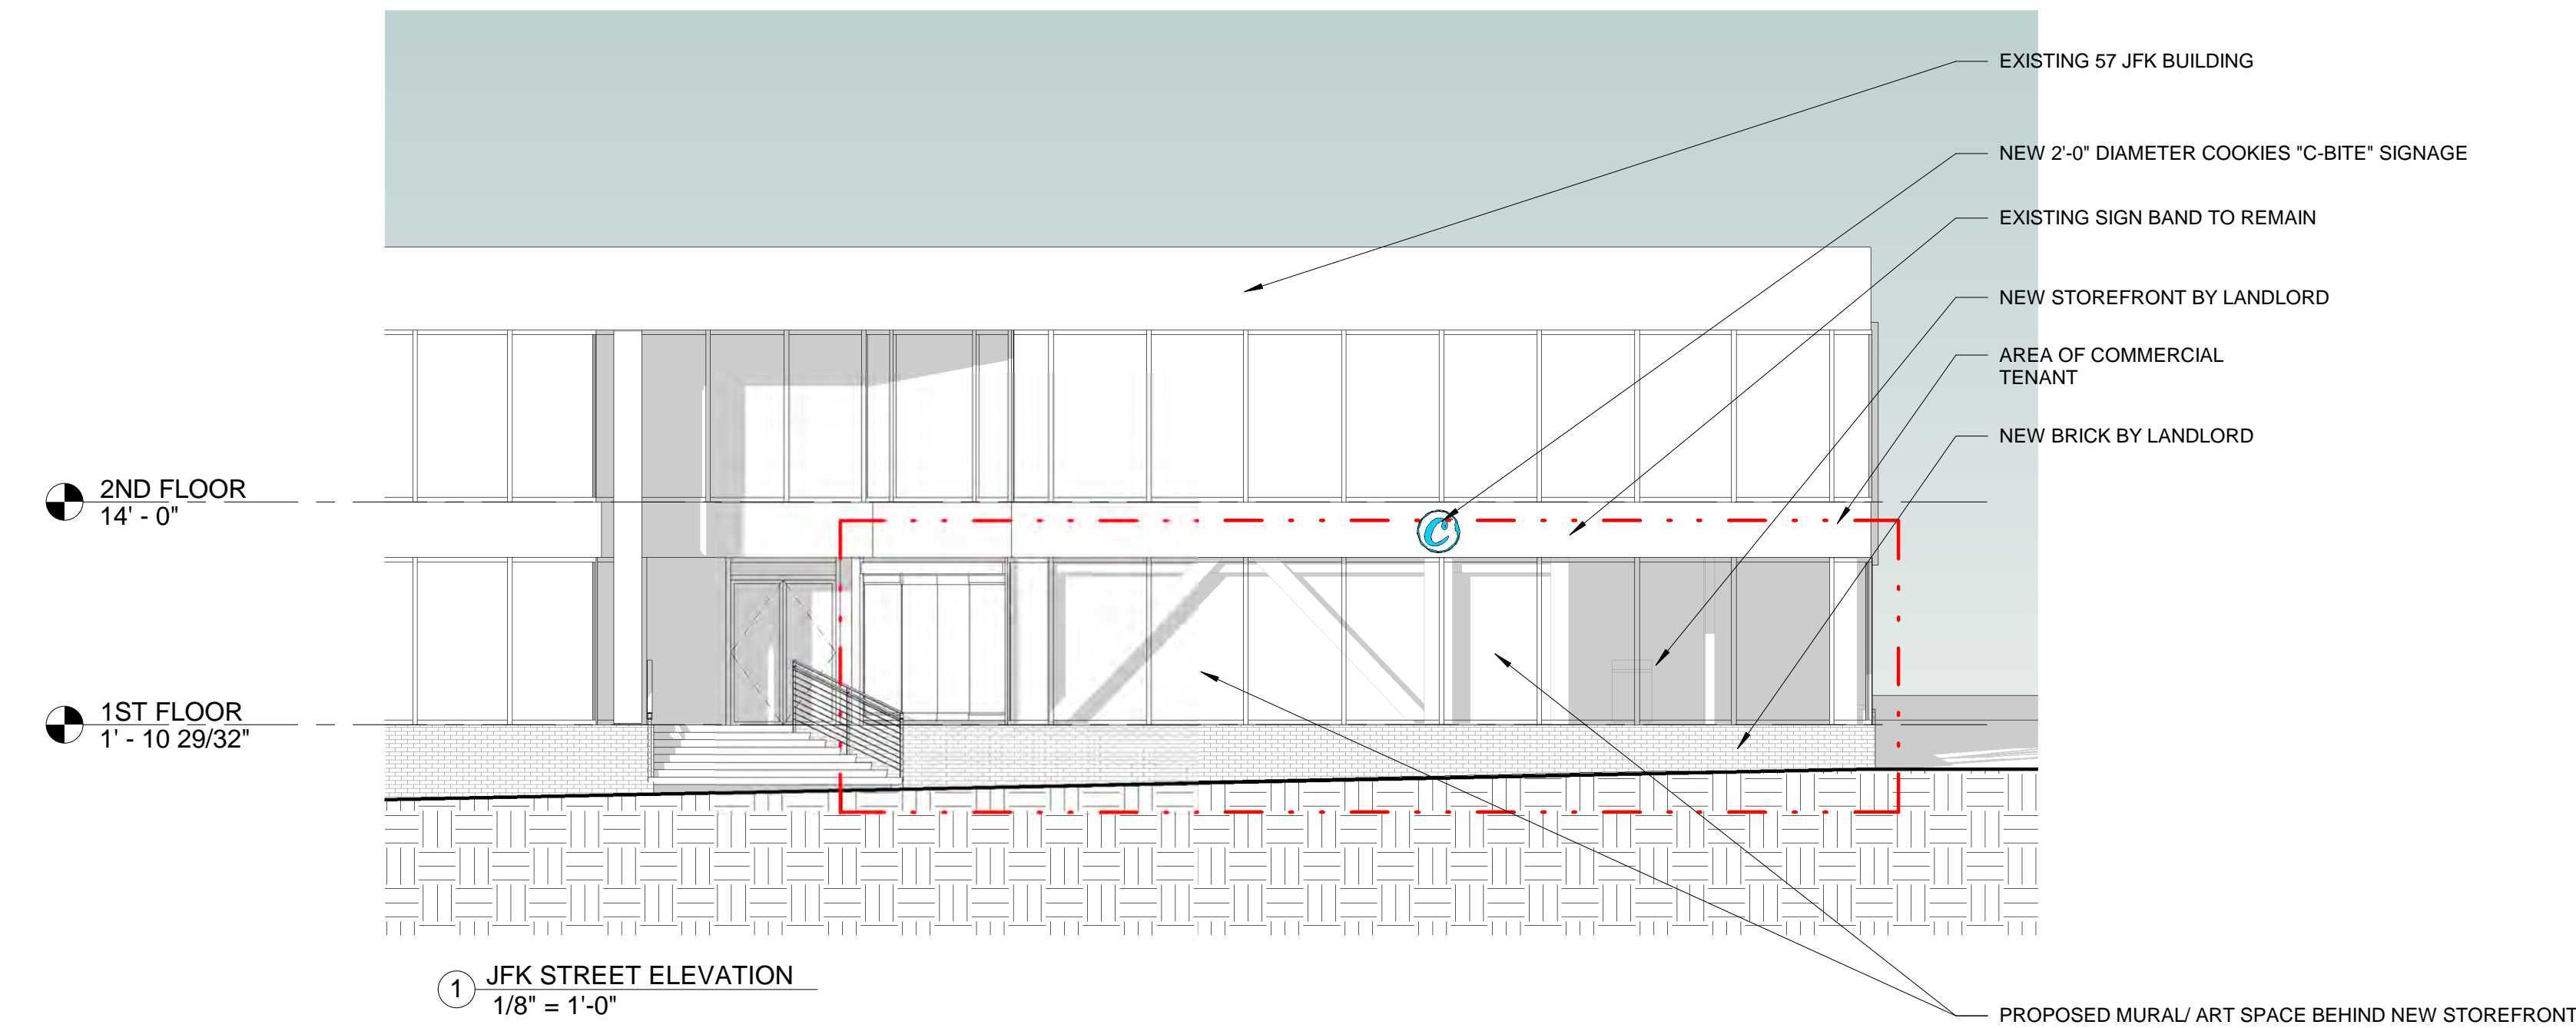 EXISTING 57 JFK BUILDING
NEW 2'-0" DIAMETER COOKIES "C-BITE" SIGNAGE
EXISTING SIGN BAND TO REMAIN
NEW STOREFRONT BY LANDLORD
AREA OF COMMERCIAL
TENANT
NEW BRICK BY LANDLORD
2ND FLOOR
14' - 0"
C
1ST FLOOR
1' - 10 29/32"
1 JFK STREET ELEVATION
1/8" = 1'-0"
PROPOSED MURAL/ ART SPACE BEHIND NEW STOREFRONT